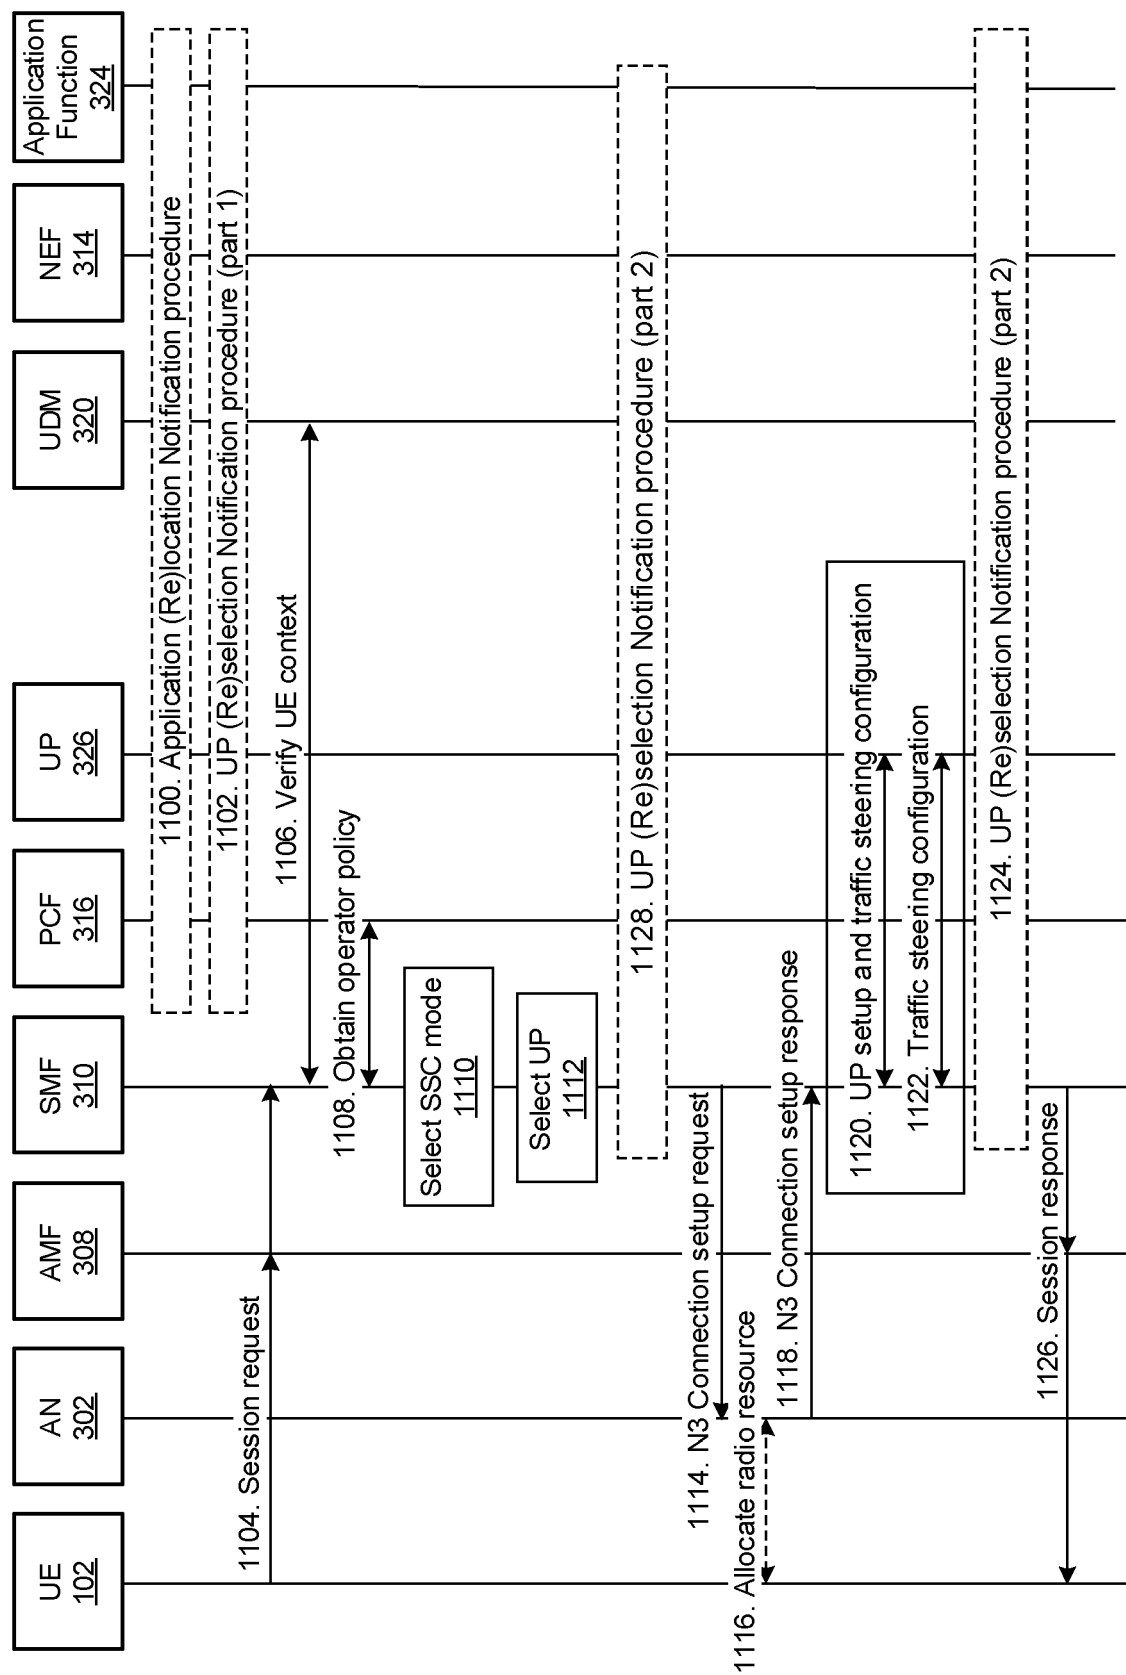 UE
102
AN
302
AMF
308
SMF
310
PCF
316
UP
326
UDM
320
NEF
314
Application
Function
324
1100. Application (Re)location Notification procedure
1102. UP (Re)selection Notification procedure (part 1)
1104. Session request
1106. Verify UE context
1108. Obtain operator policy
Select SSC mode
1110
Select UP
1112
1128. UP (Re)selection Notification procedure (part 2)
1114. N3 Connection setup request
1116. Allocate radio resource
1118. N3 Connection setup response
1120. UP setup and traffic steering configuration
1122. Traffic steering configuration
1124. UP (Re)selection Notification procedure (part 2)
1126. Session response